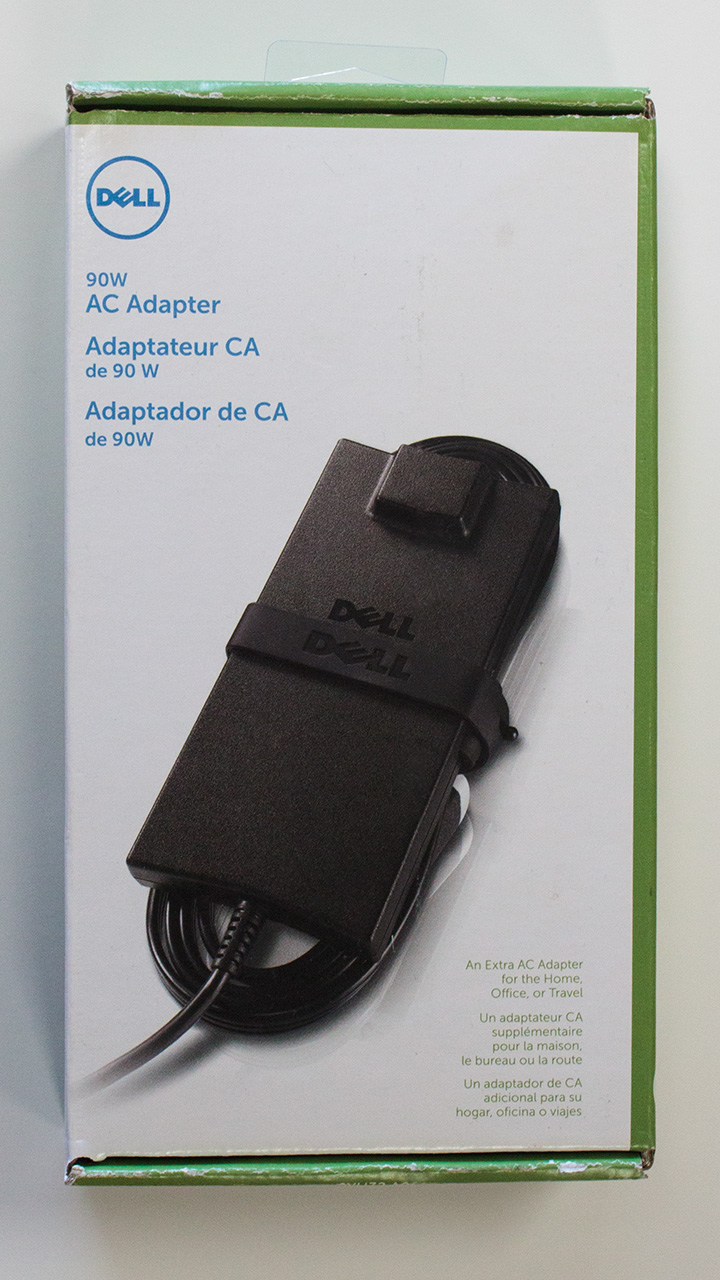 DELL
90W
AC Adapter
Adaptateur CA
de 90 W
Adaptador de CA
de 90W
DELL
DELL
An Extra AC Adapter
for the Home,
Office, or Travel
Un adaptateur CA
supplémentaire
pour la maison,
le bureau ou la route
Un adaptador de CA
adicional para su
hogar, oficina o viajes